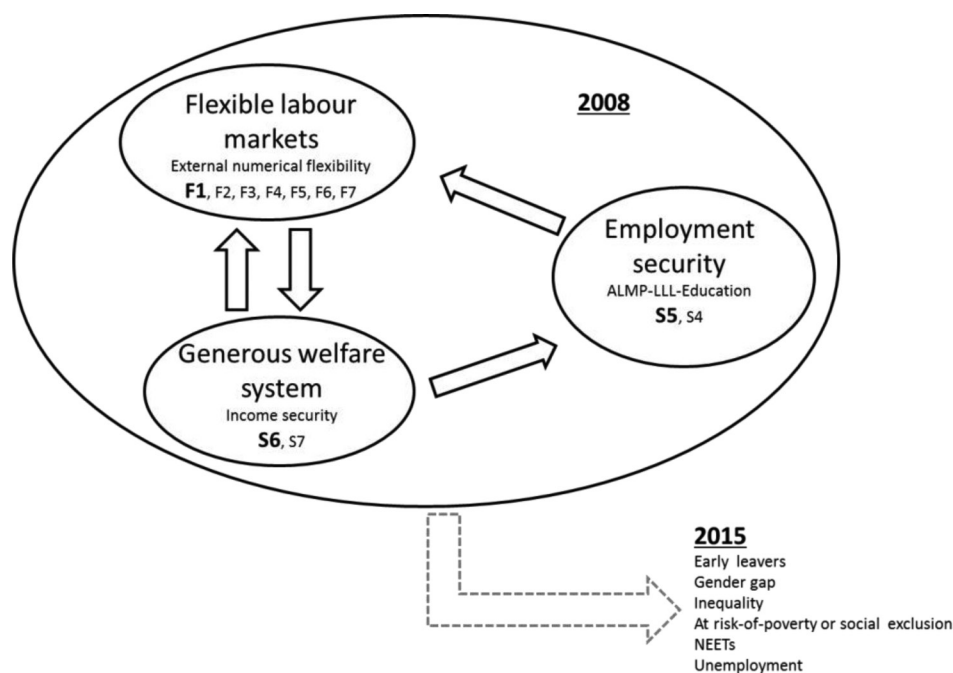 2008
Flexible labour
markets
External numerical flexibility
F1, F2, F3, F4, F5, F6, F7
Employment
security
ALMP-LLL-Education
S5, S4
Generous welfare
system
Income security
S6, S7
2015
Early leavers
Gender gap
Inequality
At risk-of-poverty or social exclusion
NEETs
Unemployment